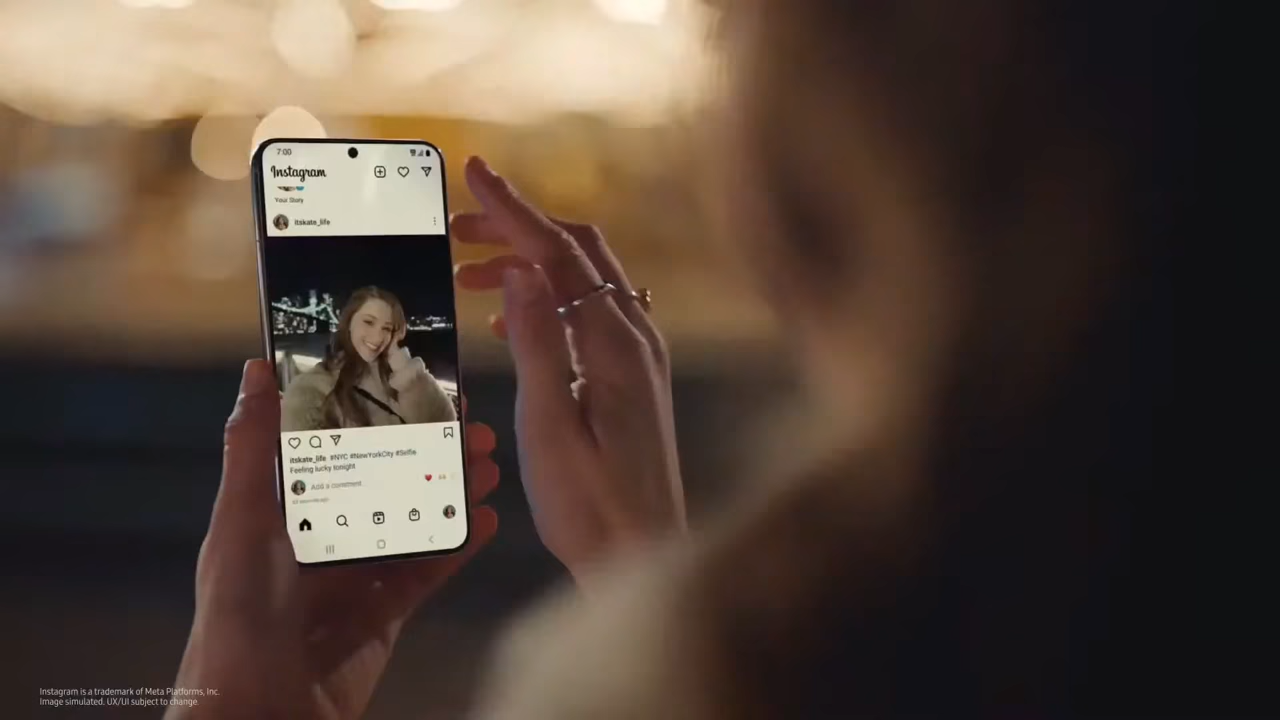 7:00
Instagram
Your Story
itskate_life
itskate_life #NYC #NewYorkCity #Selfie
Feeling lucky tonight
Add a comment...
Instagram is a trademark of Meta Platforms, Inc.
Image simulated. UX/UI subject to change.